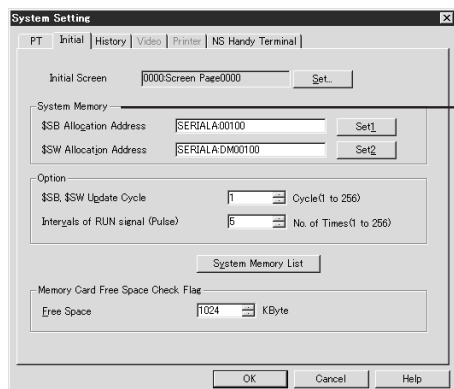 System Setting
PT Initial History Video Printer NS Handy Terminal
Initial Screen 0000:Screen Page0000 Set...
System Memory
$SB Allocation Address SERIALA:00100 Set1
$SW Allocation Address SERIALA:DM00100 Set2
Option
$SB, $SW Update Cycle 1 Cycle(1 to 256)
Intervals of RUN signal (Pulse) 5 No. of Times(1 to 256)
System Memory List
Memory Card Free Space Check Flag
Free Space 1024 KByte
OK Cancel Help